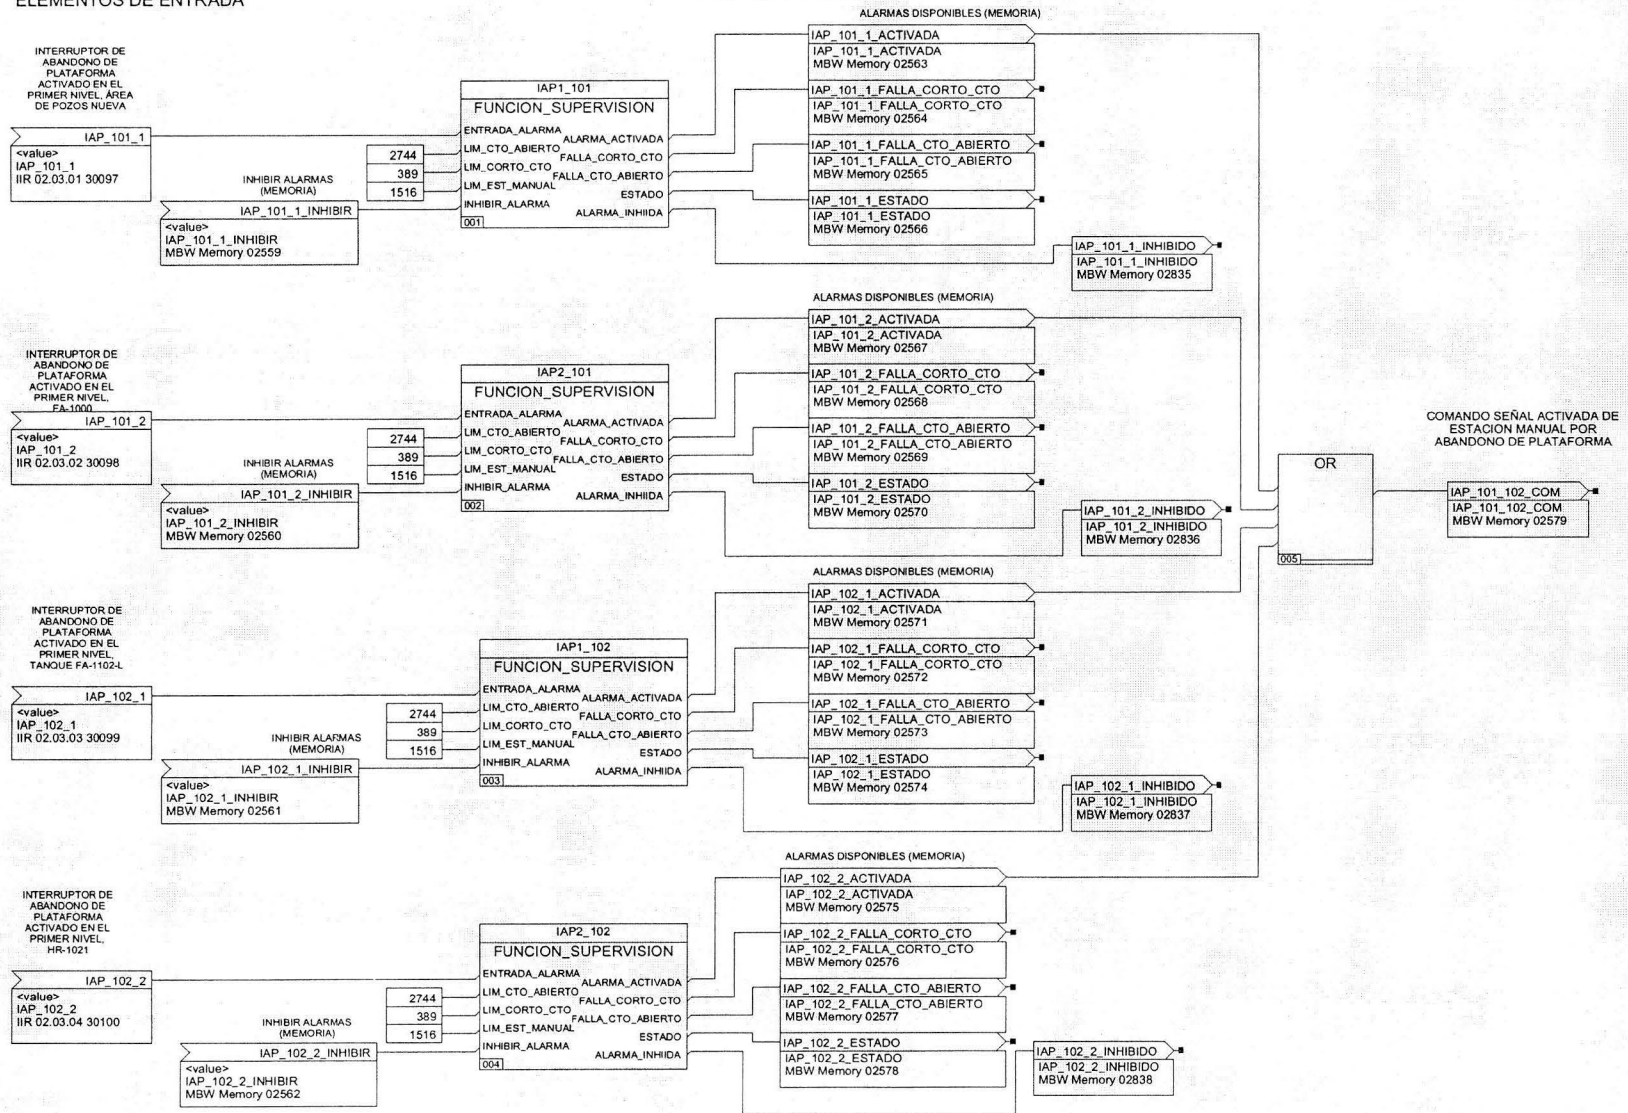 ELEMENTOS DE ENTRADA
INTERRUPTOR DE
ABANDONO DE
PLATAFORMA
ACTIVADO EN EL
PRIMER NIVEL, ÁREA
DE POZOS NUEVA
IAP_101_1
<value>
IAP_101_1
IIR 02.03.01 30097
INHIBIR ALARMAS
(MEMORIA)
IAP_101_1_INHIBIR
<value>
IAP_101_1_INHIBIR
MBW Memory 02559
2744
389
1516
IAP1_101
FUNCION_SUPERVISION
ENTRADA_ALARMA
LIM_CTO_ABIERTO
LIM_CORTO_CTO
LIM_EST_MANUAL
INHIBIR_ALARMA
ALARMA_ACTIVADA
FALLA_CORTO_CTO
FALLA_CTO_ABIERTO
ESTADO
ALARMA_INHIIDA
001
ALARMAS DISPONIBLES (MEMORIA)
IAP_101_1_ACTIVADA
IAP_101_1_ACTIVADA
MBW Memory 02563
IAP_101_1_FALLA_CORTO_CTO
IAP_101_1_FALLA_CORTO_CTO
MBW Memory 02564
IAP_101_1_FALLA_CTO_ABIERTO
IAP_101_1_FALLA_CTO_ABIERTO
MBW Memory 02565
IAP_101_1_ESTADO
IAP_101_1_ESTADO
MBW Memory 02566
IAP_101_1_INHIBIDO
IAP_101_1_INHIBIDO
MBW Memory 02835
INTERRUPTOR DE
ABANDONO DE
PLATAFORMA
ACTIVADO EN EL
PRIMER NIVEL,
FA-1000
IAP_101_2
<value>
IAP_101_2
IIR 02.03.02 30098
INHIBIR ALARMAS
(MEMORIA)
IAP_101_2_INHIBIR
<value>
IAP_101_2_INHIBIR
MBW Memory 02560
2744
389
1516
IAP2_101
FUNCION_SUPERVISION
ENTRADA_ALARMA
LIM_CTO_ABIERTO
LIM_CORTO_CTO
LIM_EST_MANUAL
INHIBIR_ALARMA
ALARMA_ACTIVADA
FALLA_CORTO_CTO
FALLA_CTO_ABIERTO
ESTADO
ALARMA_INHIIDA
002
ALARMAS DISPONIBLES (MEMORIA)
IAP_101_2_ACTIVADA
IAP_101_2_ACTIVADA
MBW Memory 02567
IAP_101_2_FALLA_CORTO_CTO
IAP_101_2_FALLA_CORTO_CTO
MBW Memory 02568
IAP_101_2_FALLA_CTO_ABIERTO
IAP_101_2_FALLA_CTO_ABIERTO
MBW Memory 02569
IAP_101_2_ESTADO
IAP_101_2_ESTADO
MBW Memory 02570
IAP_101_2_INHIBIDO
IAP_101_2_INHIBIDO
MBW Memory 02836
OR
005
COMANDO SEÑAL ACTIVADA DE
ESTACION MANUAL POR
ABANDONO DE PLATAFORMA
IAP_101_102_COM
IAP_101_102_COM
MBW Memory 02579
INTERRUPTOR DE
ABANDONO DE
PLATAFORMA
ACTIVADO EN EL
PRIMER NIVEL,
TANQUE FA-1102-L
IAP_102_1
<value>
IAP_102_1
IIR 02.03.03 30099
INHIBIR ALARMAS
(MEMORIA)
IAP_102_1_INHIBIR
<value>
IAP_102_1_INHIBIR
MBW Memory 02561
2744
389
1516
IAP1_102
FUNCION_SUPERVISION
ENTRADA_ALARMA
LIM_CTO_ABIERTO
LIM_CORTO_CTO
LIM_EST_MANUAL
INHIBIR_ALARMA
ALARMA_ACTIVADA
FALLA_CORTO_CTO
FALLA_CTO_ABIERTO
ESTADO
ALARMA_INHIIDA
003
ALARMAS DISPONIBLES (MEMORIA)
IAP_102_1_ACTIVADA
IAP_102_1_ACTIVADA
MBW Memory 02571
IAP_102_1_FALLA_CORTO_CTO
IAP_102_1_FALLA_CORTO_CTO
MBW Memory 02572
IAP_102_1_FALLA_CTO_ABIERTO
IAP_102_1_FALLA_CTO_ABIERTO
MBW Memory 02573
IAP_102_1_ESTADO
IAP_102_1_ESTADO
MBW Memory 02574
IAP_102_1_INHIBIDO
IAP_102_1_INHIBIDO
MBW Memory 02837
INTERRUPTOR DE
ABANDONO DE
PLATAFORMA
ACTIVADO EN EL
PRIMER NIVEL,
HR-1021
IAP_102_2
<value>
IAP_102_2
IIR 02.03.04 30100
INHIBIR ALARMAS
(MEMORIA)
IAP_102_2_INHIBIR
<value>
IAP_102_2_INHIBIR
MBW Memory 02562
2744
389
1516
IAP2_102
FUNCION_SUPERVISION
ENTRADA_ALARMA
LIM_CTO_ABIERTO
LIM_CORTO_CTO
LIM_EST_MANUAL
INHIBIR_ALARMA
ALARMA_ACTIVADA
FALLA_CORTO_CTO
FALLA_CTO_ABIERTO
ESTADO
ALARMA_INHIIDA
004
ALARMAS DISPONIBLES (MEMORIA)
IAP_102_2_ACTIVADA
IAP_102_2_ACTIVADA
MBW Memory 02575
IAP_102_2_FALLA_CORTO_CTO
IAP_102_2_FALLA_CORTO_CTO
MBW Memory 02576
IAP_102_2_FALLA_CTO_ABIERTO
IAP_102_2_FALLA_CTO_ABIERTO
MBW Memory 02577
IAP_102_2_ESTADO
IAP_102_2_ESTADO
MBW Memory 02578
IAP_102_2_INHIBIDO
IAP_102_2_INHIBIDO
MBW Memory 02838